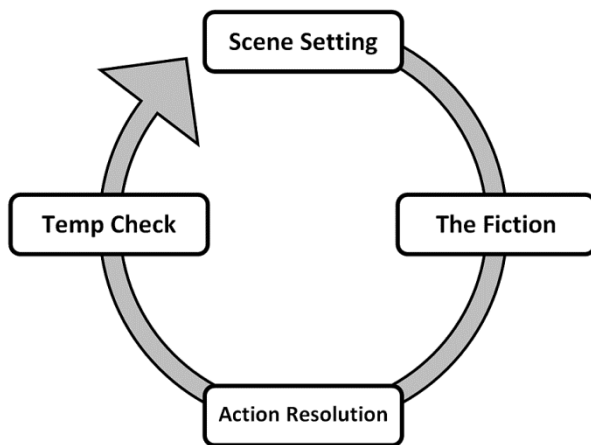 Scene Setting
Temp Check
The Fiction
Action Resolution